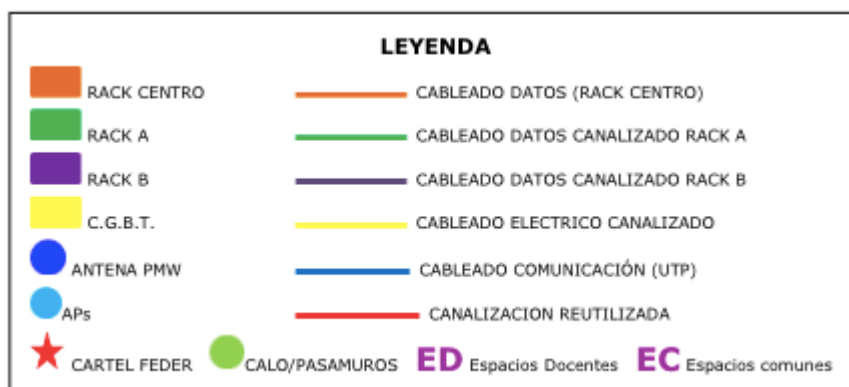 LEYENDA
RACK CENTRO CABLEADO DATOS (RACK CENTRO)
RACK A CABLEADO DATOS CANALIZADO RACK A
RACK B CABLEADO DATOS CANALIZADO RACK B
C.G.B.T. CABLEADO ELECTRICO CANALIZADO
ANTENA PMW CABLEADO COMUNICACIÓN (UTP)
APs CANALIZACION REUTILIZADA
CARTEL FEDER CALO/PASAMUROS ED Espacios Docentes EC Espacios comunes